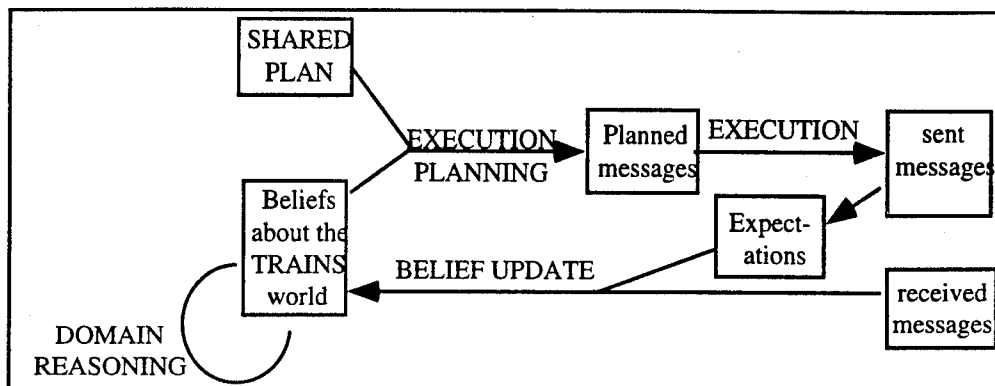 SHARED
PLAN
EXECUTION
PLANNING
Planned
messages
EXECUTION
sent
messages
Beliefs
about the
TRAINS
world
Expect-
ations
BELIEF UPDATE
received
messages
DOMAIN
REASONING